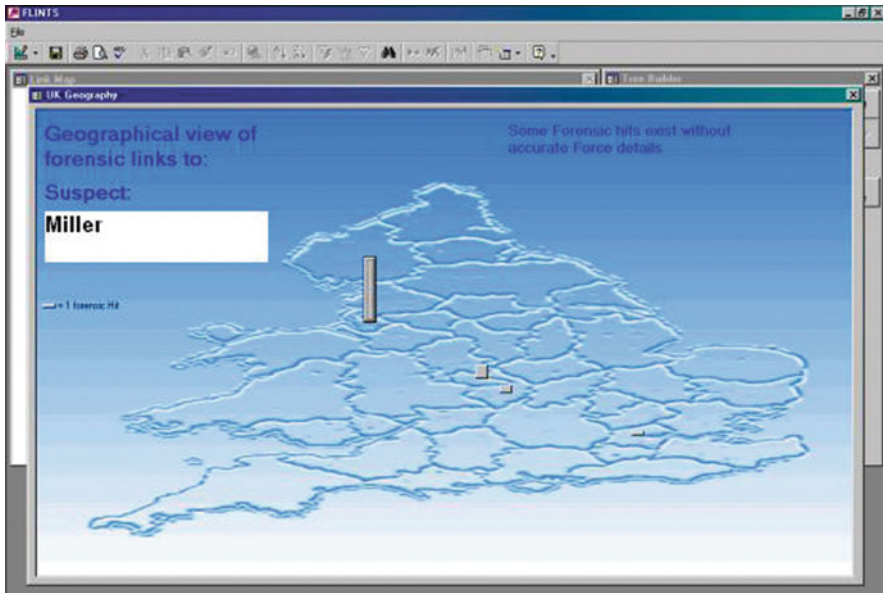 FLINTS
File
Link Map
Tree Builder
UK Geography
Geographical view of
forensic links to:
Some Forensic hits exist without
accurate Force details
Suspect:
Miller
= 1 forensic Hit